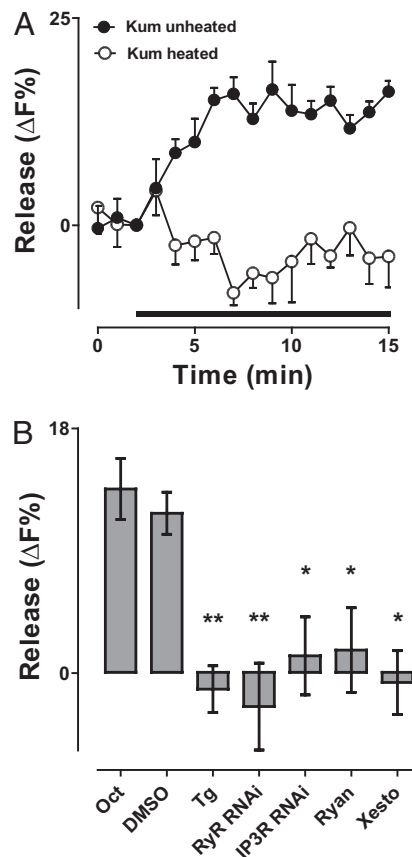 A
25
Kum unheated
Kum heated
Release (ΔF%)
0
0 5 10 15
Time (min)
B
18
Release (ΔF%)
** ** * * *
0
Oct DMSO Tg RyR RNAi IP3R RNAi Ryan Xesto